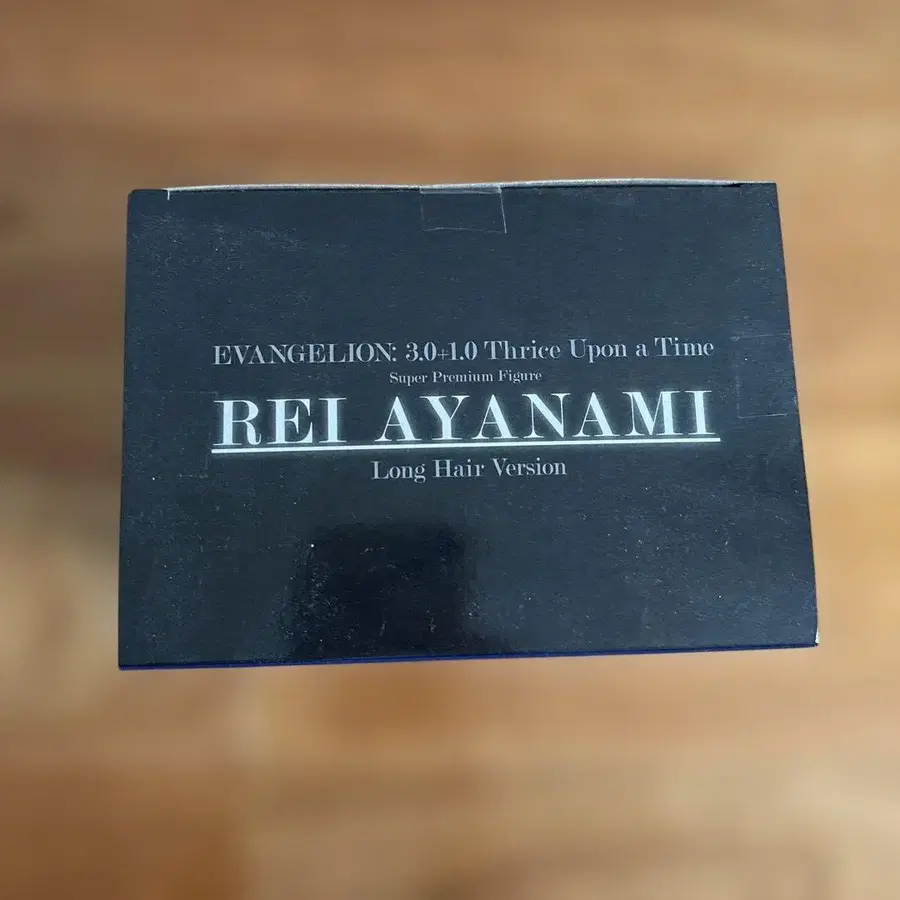 EVANGELION: 3.0+1.0 Thrice Upon a Time
Super Premium Figure
REI AYANAMI
Long Hair Version